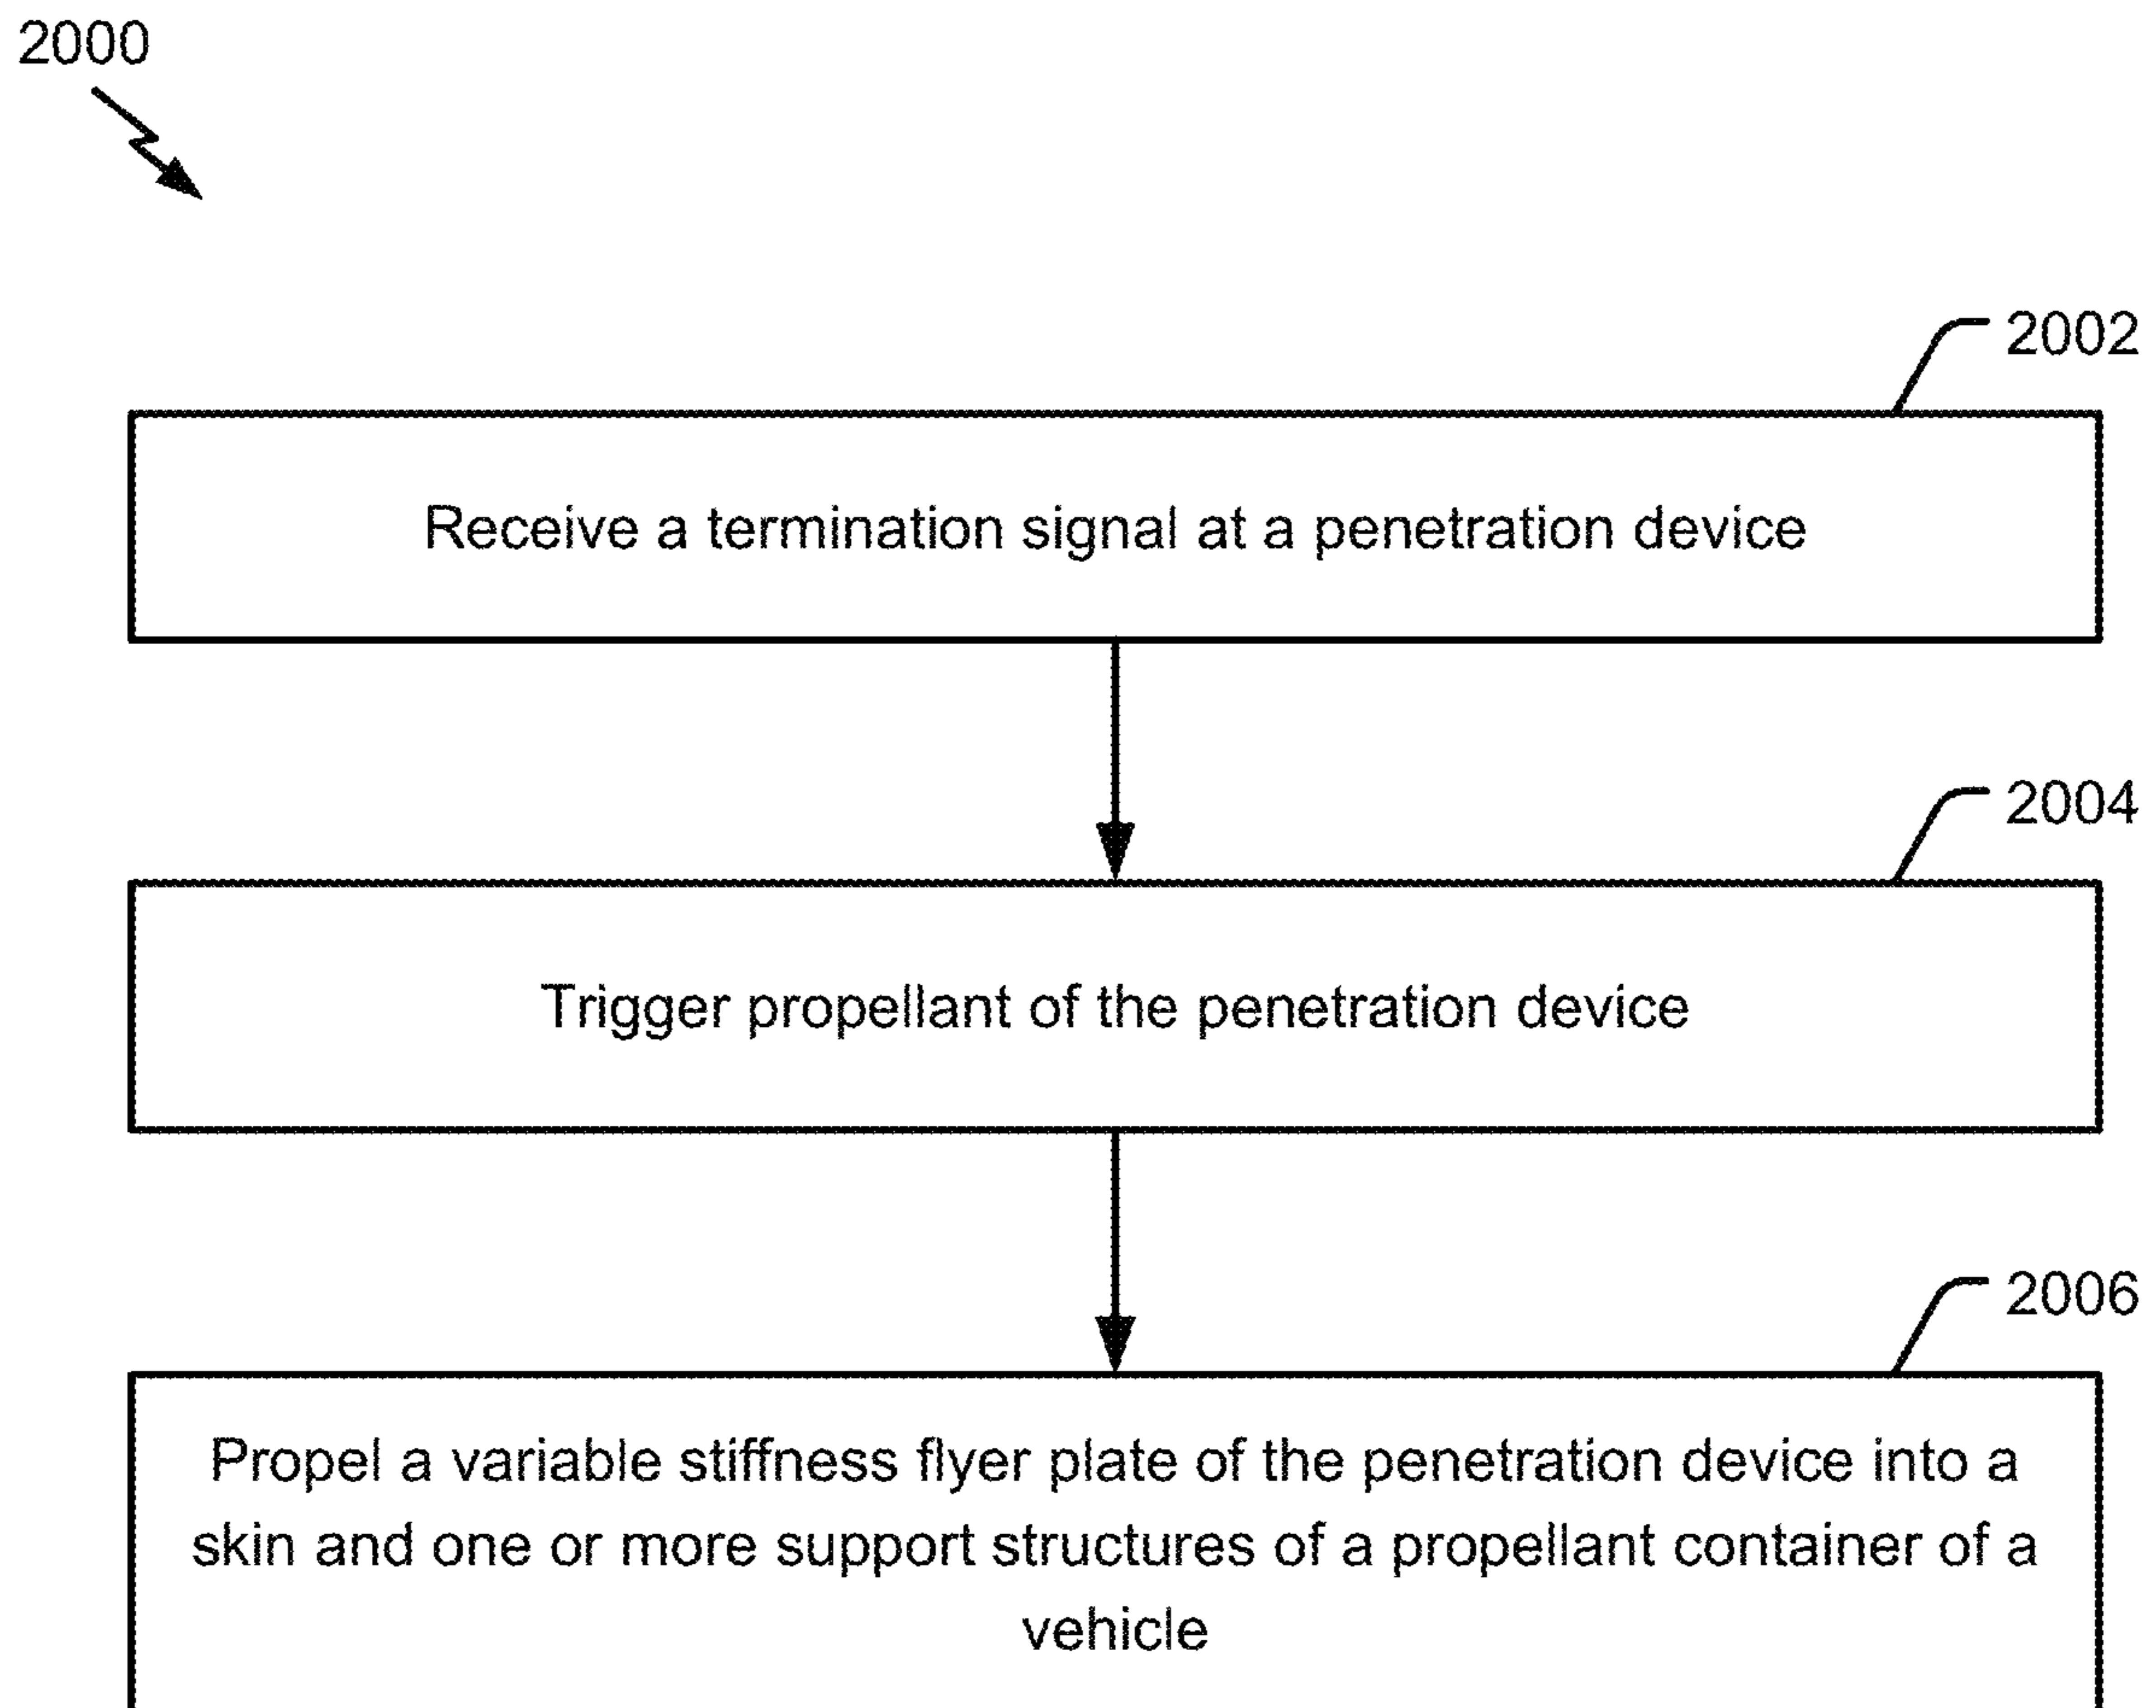 2000
2002
Receive a termination signal at a penetration device
2004
Trigger propellant of the penetration device
2006
Propel a variable stiffness flyer plate of the penetration device into a
skin and one or more support structures of a propellant container of a
vehicle